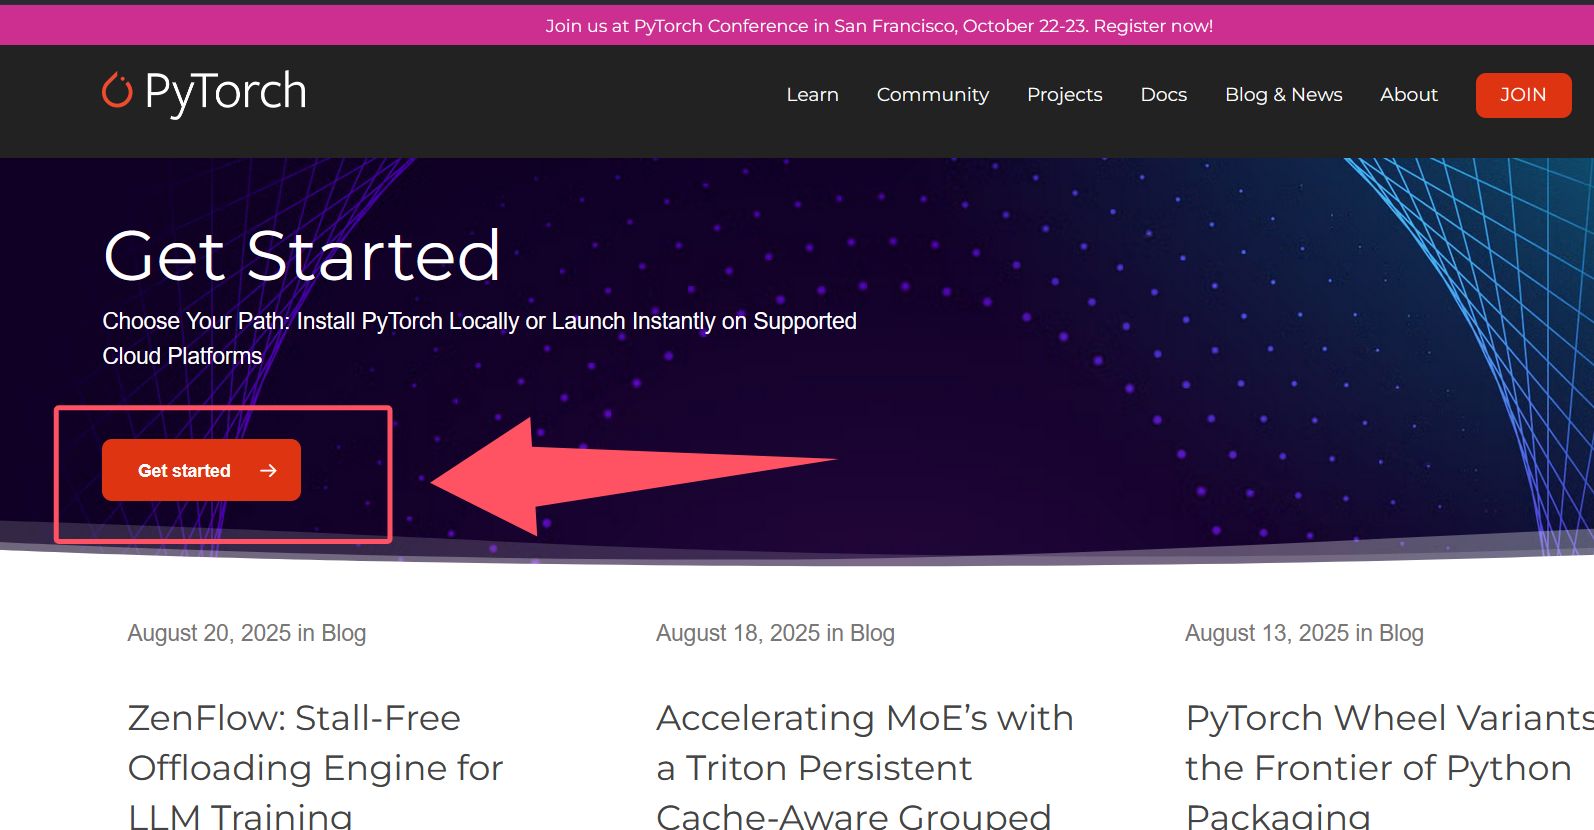 Join us at PyTorch Conference in San Francisco, October 22-23. Register now!
PyTorch
Learn
Community
Projects
Docs
Blog & News
About
JOIN
Get Started
Choose Your Path: Install PyTorch Locally or Launch Instantly on Supported
Cloud Platforms
Get started
August 20, 2025 in Blog
ZenFlow: Stall-Free
Offloading Engine for
LLM Training
August 18, 2025 in Blog
Accelerating MoE’s with
a Triton Persistent
Cache-Aware Grouped
August 13, 2025 in Blog
PyTorch Wheel Variants
the Frontier of Python
Packaging